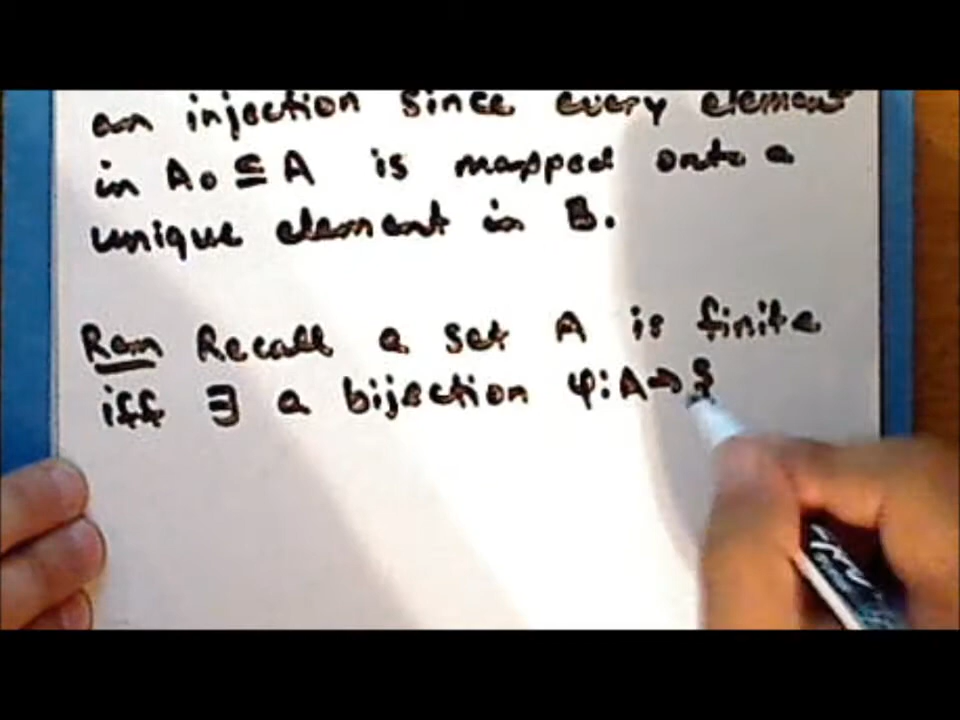 an injection since every element
in A₀ ⊆ A is mapped onto a
unique element in B.
Rem Recall a set A is finite
iff ∃ a bijection φ: A → {